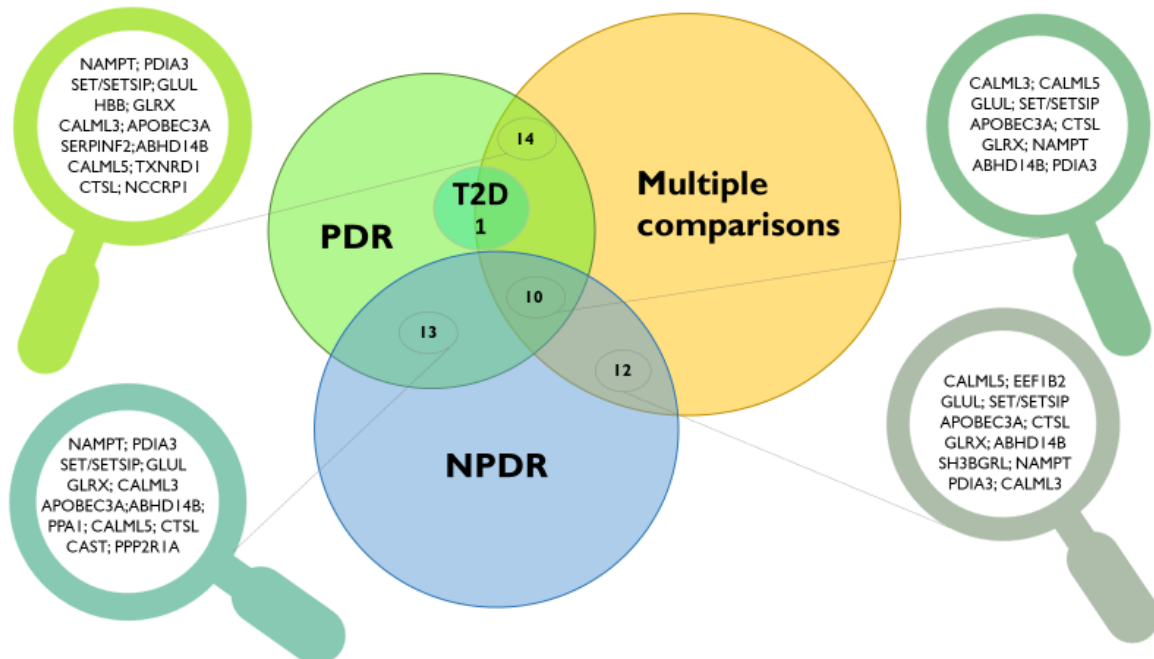 NAMPT; PDIA3
SET/SETSIP; GLUL
HBB; GLRX
CALML3; APOBEC3A
SERPINF2; ABHD14B
CALML5; TXNRD1
CTSL; NCCRP1
14
T2D
1
PDR
Multiple
comparisons
CALML3; CALML5
GLUL; SET/SETSIP
APOBEC3A; CTSL
GLRX; NAMPT
ABHD14B; PDIA3
10
13
12
NPDR
NAMPT; PDIA3
SET/SETSIP; GLUL
GLRX; CALML3
APOBEC3A;ABHD14B;
PPA1; CALML5; CTSL
CAST; PPP2R1A
CALML5; EEF1B2
GLUL; SET/SETSIP
APOBEC3A; CTSL
GLRX; ABHD14B
SH3BGRL; NAMPT
PDIA3; CALML3